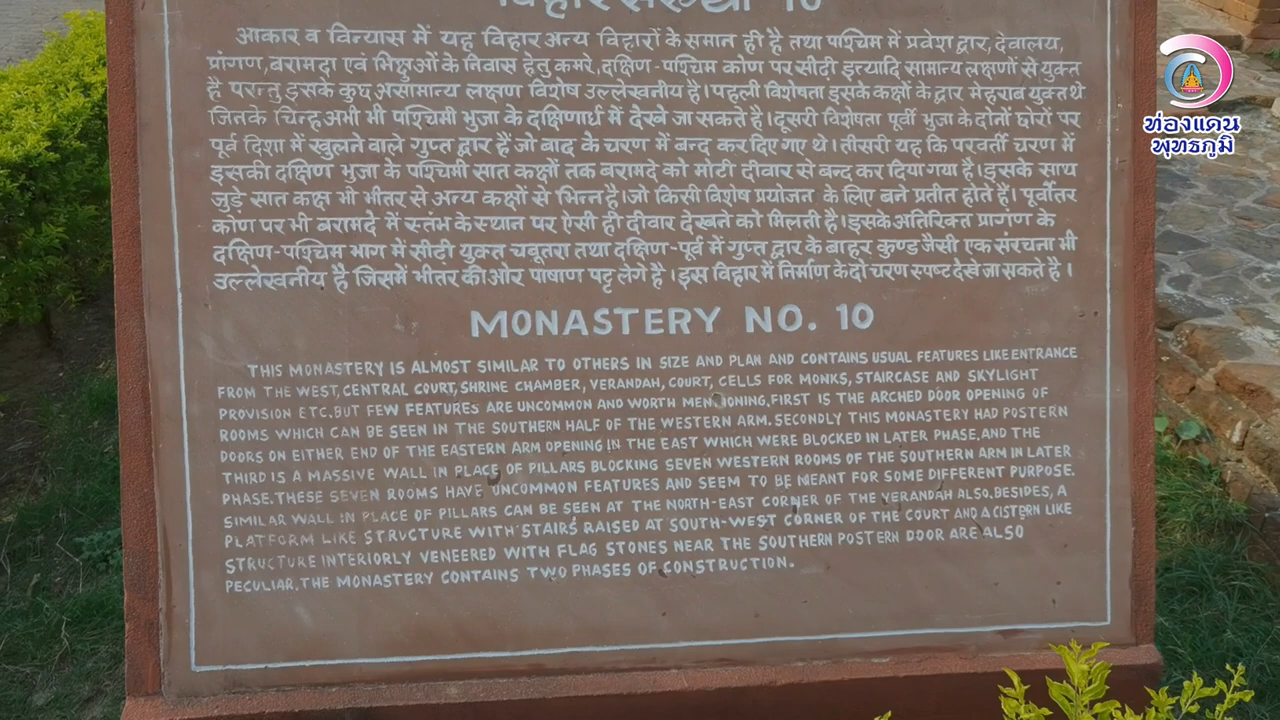 विहार संख्या 10
आकार व विन्यास में यह विहार अन्य विहारों के समान ही है तथा पश्चिम में प्रवेश द्वार, देवालय,
प्रांगण, बरामदा एवं भिक्षुओं के निवास हेतु कमरे, दक्षिण-पश्चिम कोण पर सीढी इत्यादि सामान्य लक्षणों से युक्त
है परन्तु इसके कुछ असामान्य लक्षण विशेष उल्लेखनीय है। पहली विशेषता इसके कक्षों के द्वार मेहराब युक्त थे
जिनके चिन्ह अभी भी पश्चिमी भुजा के दक्षिणार्ध में देखे जा सकते है। दूसरी विशेषता पूर्वी भुजा के दोनों छोरों पर
पूर्व दिशा में खुलने वाले गुप्त द्वार हैं जो बाद के चरण में बन्द कर दिए गए थे। तीसरी यह कि परवर्ती चरण में
इसकी दक्षिण भुजा के पश्चिमी सात कक्षों तक बरामदे को मोटी दीवार से बन्द कर दिया गया है। इसके साथ
जुड़े सात कक्ष भी भीतर से अन्य कक्षों से भिन्न है। जो किसी विशेष प्रयोजन के लिए बने प्रतीत होते हैं। पूर्वोत्तर
कोण पर भी बरामदे में स्तंभ के स्थान पर ऐसी ही दीवार देखने को मिलती है। इसके अतिरिक्त प्रागंण के
दक्षिण-पश्चिम भाग में सीढी युक्त चबूतरा तथा दक्षिण-पूर्व में गुप्त द्वार के बाहर कुण्ड जैसी एक संरचना भी
उल्लेखनीय है जिसमें भीतर की ओर पाषाण पट्ट लगे है। इस विहार में निर्माण के दो चरण स्पष्ट देखे जा सकते है।
MONASTERY NO. 10
THIS MONASTERY IS ALMOST SIMILAR TO OTHERS IN SIZE AND PLAN AND CONTAINS USUAL FEATURES LIKE ENTRANCE
FROM THE WEST, CENTRAL COURT, SHRINE CHAMBER, VERANDAH, COURT, CELLS FOR MONKS, STAIRCASE AND SKYLIGHT
PROVISION ETC. BUT FEW FEATURES ARE UNCOMMON AND WORTH MENTIONING. FIRST IS THE ARCHED DOOR OPENING OF
ROOMS WHICH CAN BE SEEN IN THE SOUTHERN HALF OF THE WESTERN ARM. SECONDLY THIS MONASTERY HAD POSTERN
DOORS ON EITHER END OF THE EASTERN ARM OPENING IN THE EAST WHICH WERE BLOCKED IN LATER PHASE. AND THE
THIRD IS A MASSIVE WALL IN PLACE OF PILLARS BLOCKING SEVEN WESTERN ROOMS OF THE SOUTHERN ARM IN LATER
PHASE. THESE SEVEN ROOMS HAVE UNCOMMON FEATURES AND SEEM TO BE MEANT FOR SOME DIFFERENT PURPOSE.
SIMILAR WALL IN PLACE OF PILLARS CAN BE SEEN AT THE NORTH-EAST CORNER OF THE VERANDAH ALSO. BESIDES, A
PLATFORM LIKE STRUCTURE WITH STAIRS RAISED AT SOUTH-WEST CORNER OF THE COURT AND A CISTERN LIKE
STRUCTURE INTERIORLY VENEERED WITH FLAG STONES NEAR THE SOUTHERN POSTERN DOOR ARE ALSO
PECULIAR. THE MONASTERY CONTAINS TWO PHASES OF CONSTRUCTION.
ท่องแดน
พุทธภูมิ